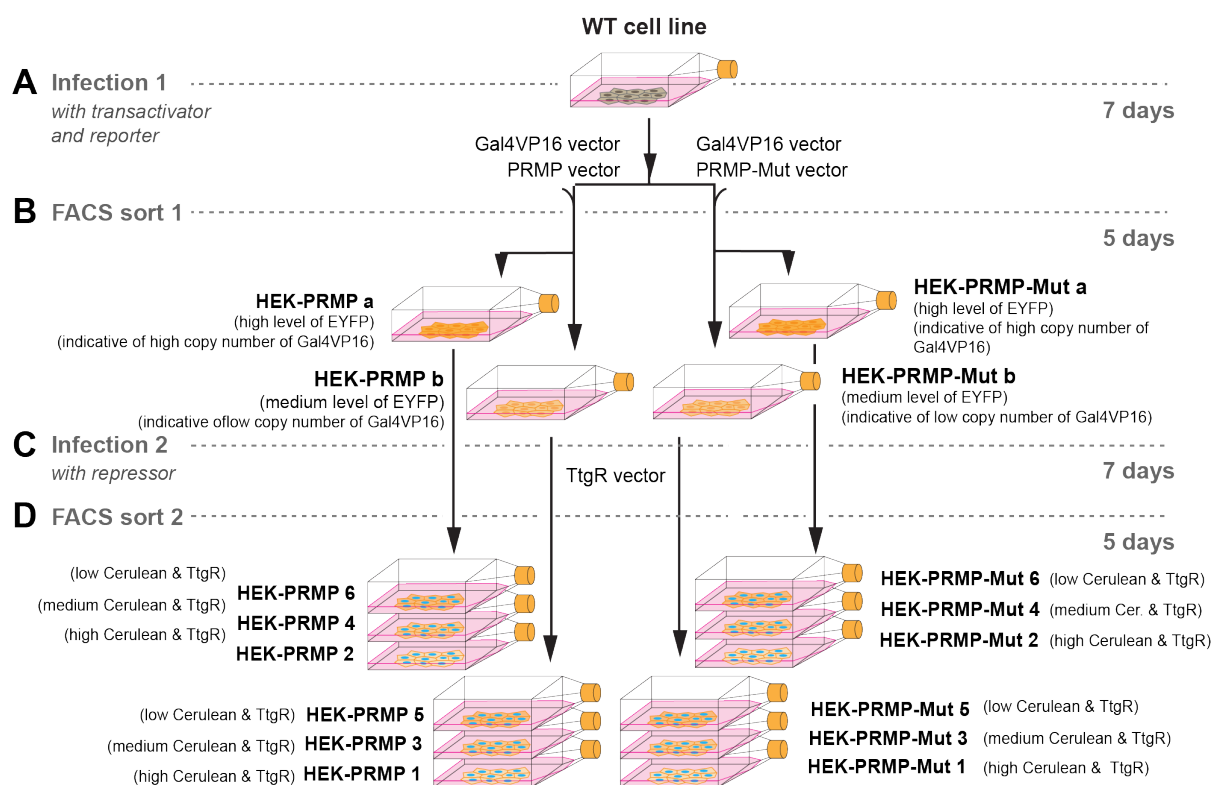 WT cell line
A Infection 1
with transactivator
and reporter
7 days
Gal4VP16 vector
PRMP vector
Gal4VP16 vector
PRMP-Mut vector
B FACS sort 1
5 days
HEK-PRMP a
(high level of EYFP)
(indicative of high copy number of Gal4VP16)
HEK-PRMP-Mut a
(high level of EYFP)
(indicative of high copy number of
Gal4VP16)
HEK-PRMP b
(medium level of EYFP)
(indicative oflow copy number of Gal4VP16)
HEK-PRMP-Mut b
(medium level of EYFP)
(indicative of low copy number of Gal4VP16)
C Infection 2
with repressor
7 days
TtgR vector
D FACS sort 2
5 days
(low Cerulean & TtgR)
HEK-PRMP 6
(medium Cerulean & TtgR)
HEK-PRMP 4
(high Cerulean & TtgR)
HEK-PRMP 2
HEK-PRMP-Mut 6 (low Cerulean & TtgR)
HEK-PRMP-Mut 4 (medium Cer. & TtgR)
HEK-PRMP-Mut 2 (high Cerulean & TtgR)
(low Cerulean & TtgR) HEK-PRMP 5
(medium Cerulean & TtgR) HEK-PRMP 3
(high Cerulean & TtgR) HEK-PRMP 1
HEK-PRMP-Mut 5 (low Cerulean & TtgR)
HEK-PRMP-Mut 3 (medium Cerulean & TtgR)
HEK-PRMP-Mut 1 (high Cerulean & TtgR)